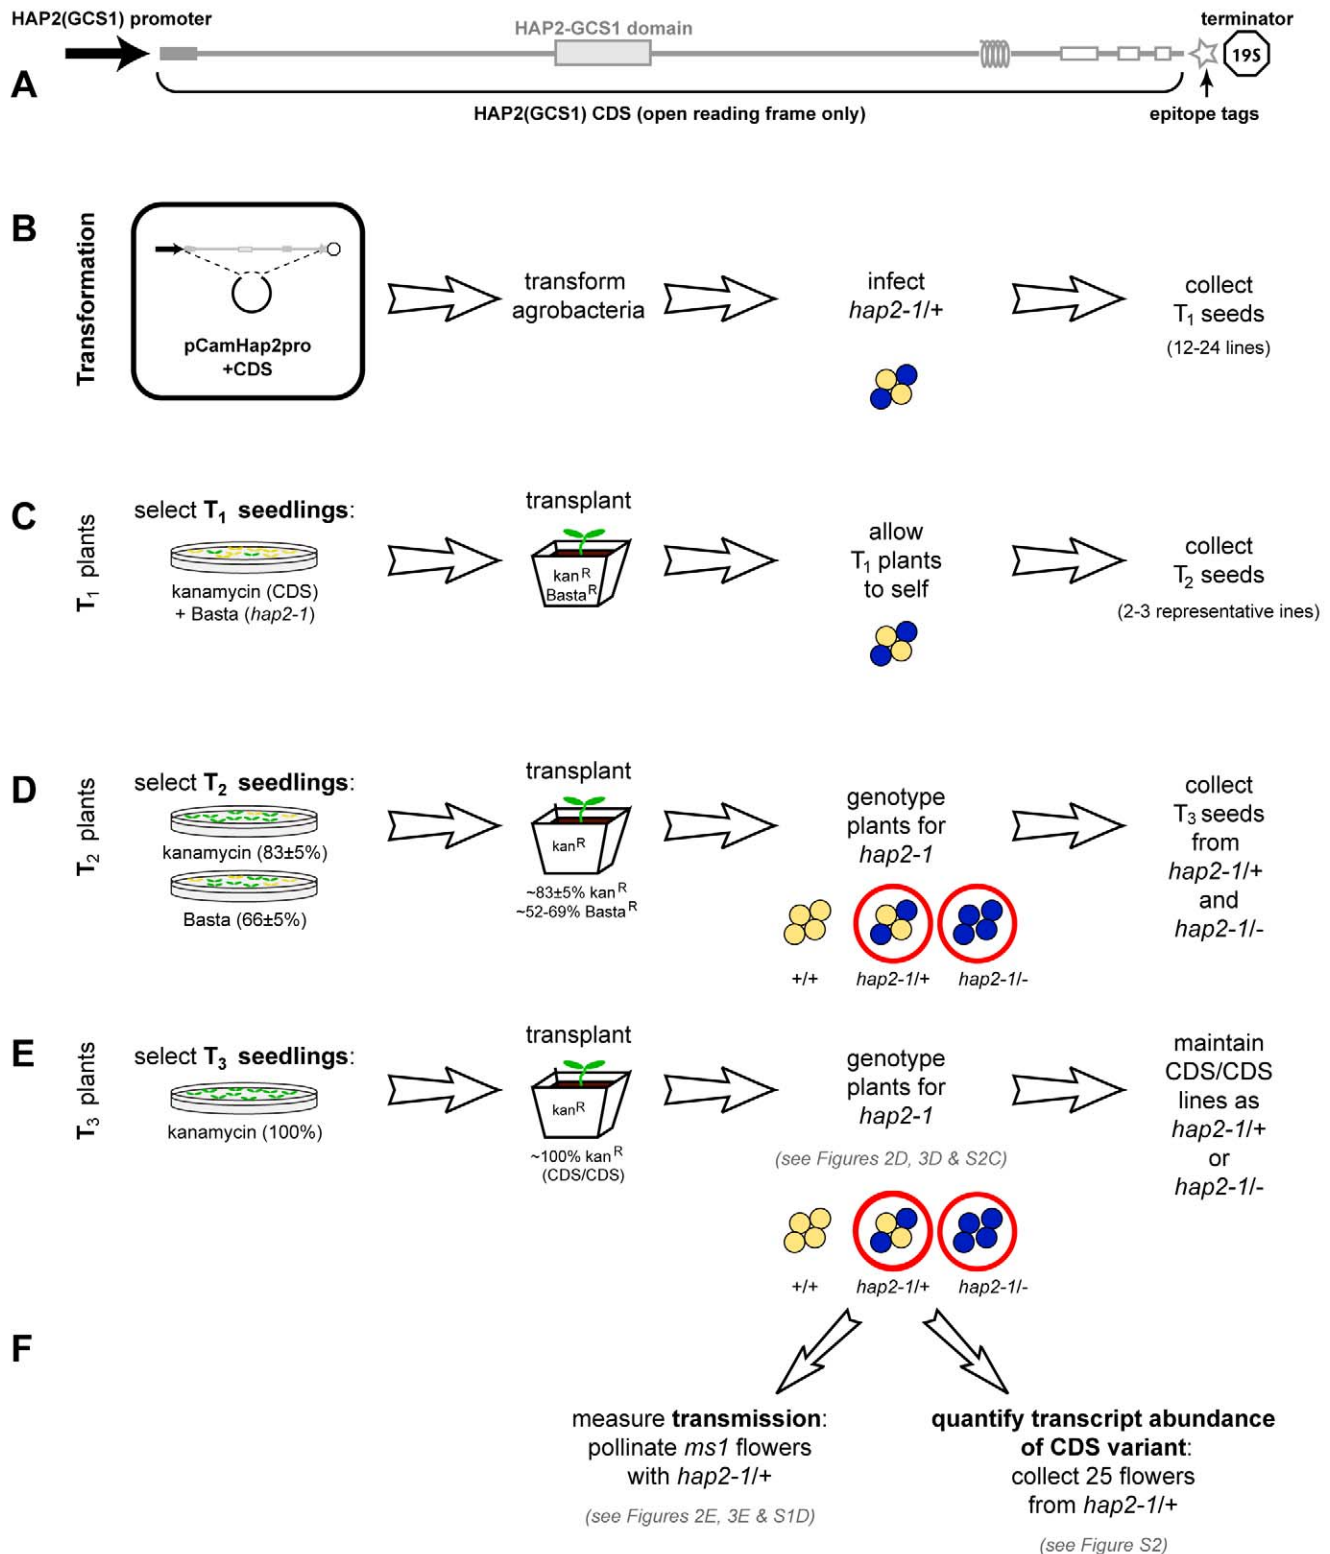 HAP2(GCS1) promoter
HAP2-GCS1 domain
terminator
19S
A
HAP2(GCS1) CDS (open reading frame only)
epitope tags
B
Transformation
pCamHap2pro
+CDS
transform
agrobacteria
infect
hap2-1/+
collect
T1 seeds
(12-24 lines)
C
T1 plants
select T1 seedlings:
kanamycin (CDS)
+ Basta (hap2-1)
transplant
kan R
Basta R
allow
T1 plants
to self
collect
T2 seeds
(2-3 representative ines)
D
T2 plants
select T2 seedlings:
kanamycin (83±5%)
Basta (66±5%)
transplant
kan R
~83±5% kan R
~52-69% Basta R
genotype
plants for
hap2-1
+/+
hap2-1/+
hap2-1/-
collect
T3 seeds
from
hap2-1/+
and
hap2-1/-
E
T3 plants
select T3 seedlings:
kanamycin (100%)
transplant
kanR
~100% kan R
(CDS/CDS)
genotype
plants for
hap2-1
(see Figures 2D, 3D & S2C)
+/+
hap2-1/+
hap2-1/-
maintain
CDS/CDS
lines as
hap2-1/+
or
hap2-1/-
F
measure transmission:
pollinate ms1 flowers
with hap2-1/+
(see Figures 2E, 3E & S1D)
quantify transcript abundance
of CDS variant:
collect 25 flowers
from hap2-1/+
(see Figure S2)